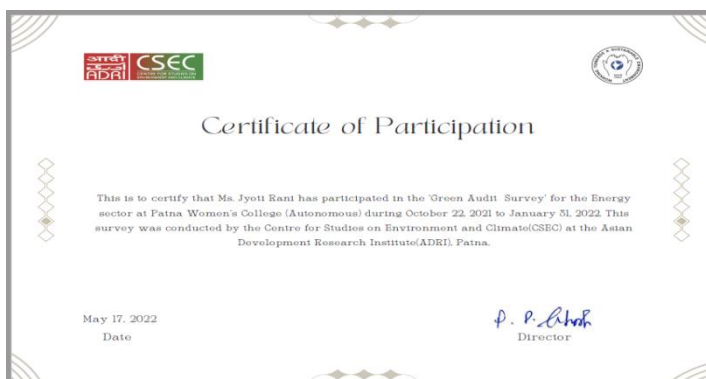 आद्री CSEC
ADRI CENTRE FOR STUDIES ON
ENVIRONMENT AND CLIMATE
Certificate of Participation
This is to certify that Ms. Jyoti Rani has participated in the 'Green Audit Survey' for the Energy
sector at Patna Women's College (Autonomous) during October 22, 2021 to January 31, 2022. This
survey was conducted by the Centre for Studies on Environment and Climate(CSEC) at the Asian
Development Research Institute(ADRI), Patna.
May 17, 2022
Date
P. P. Ghosh
Director